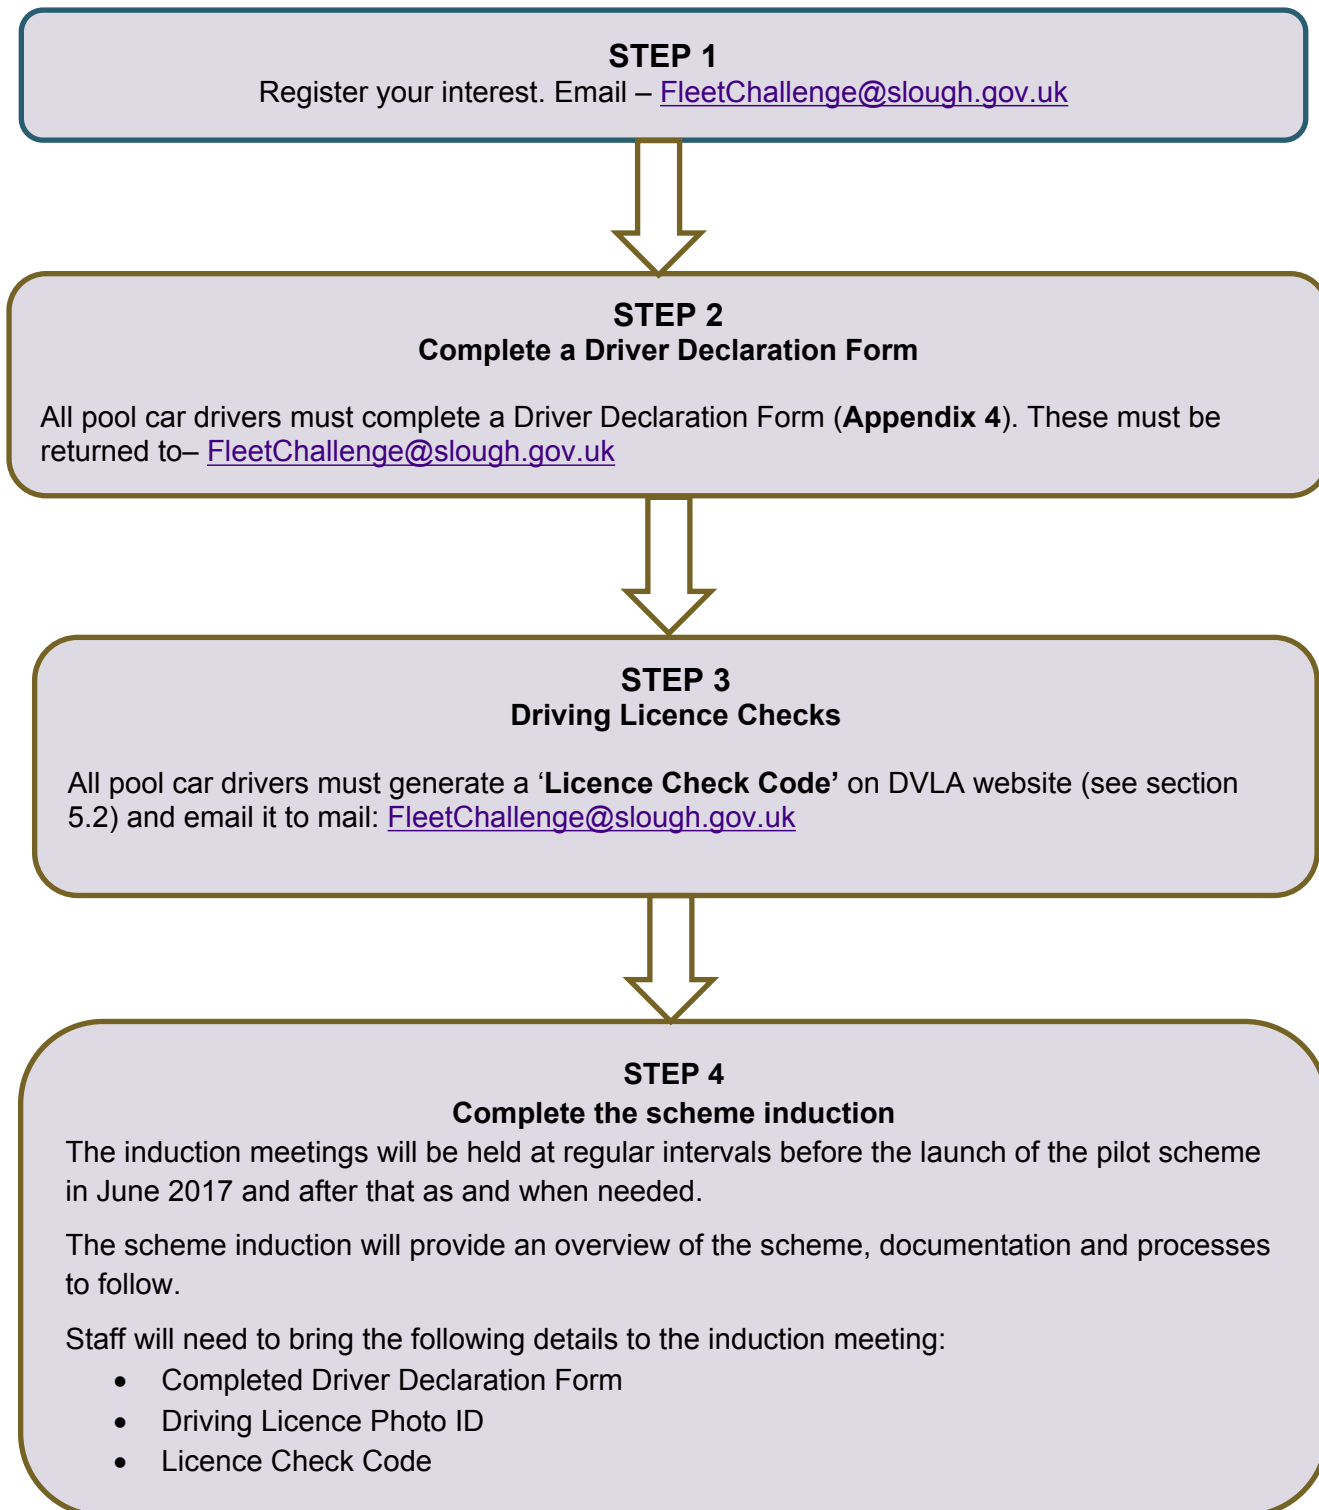 STEP 1
Register your interest. Email – FleetChallenge@slough.gov.uk
STEP 2
Complete a Driver Declaration Form
All pool car drivers must complete a Driver Declaration Form (Appendix 4). These must be
returned to– FleetChallenge@slough.gov.uk
STEP 3
Driving Licence Checks
All pool car drivers must generate a ‘Licence Check Code’ on DVLA website (see section
5.2) and email it to mail: FleetChallenge@slough.gov.uk
STEP 4
Complete the scheme induction
The induction meetings will be held at regular intervals before the launch of the pilot scheme
in June 2017 and after that as and when needed.
The scheme induction will provide an overview of the scheme, documentation and processes
to follow.
Staff will need to bring the following details to the induction meeting:
• Completed Driver Declaration Form
• Driving Licence Photo ID
• Licence Check Code